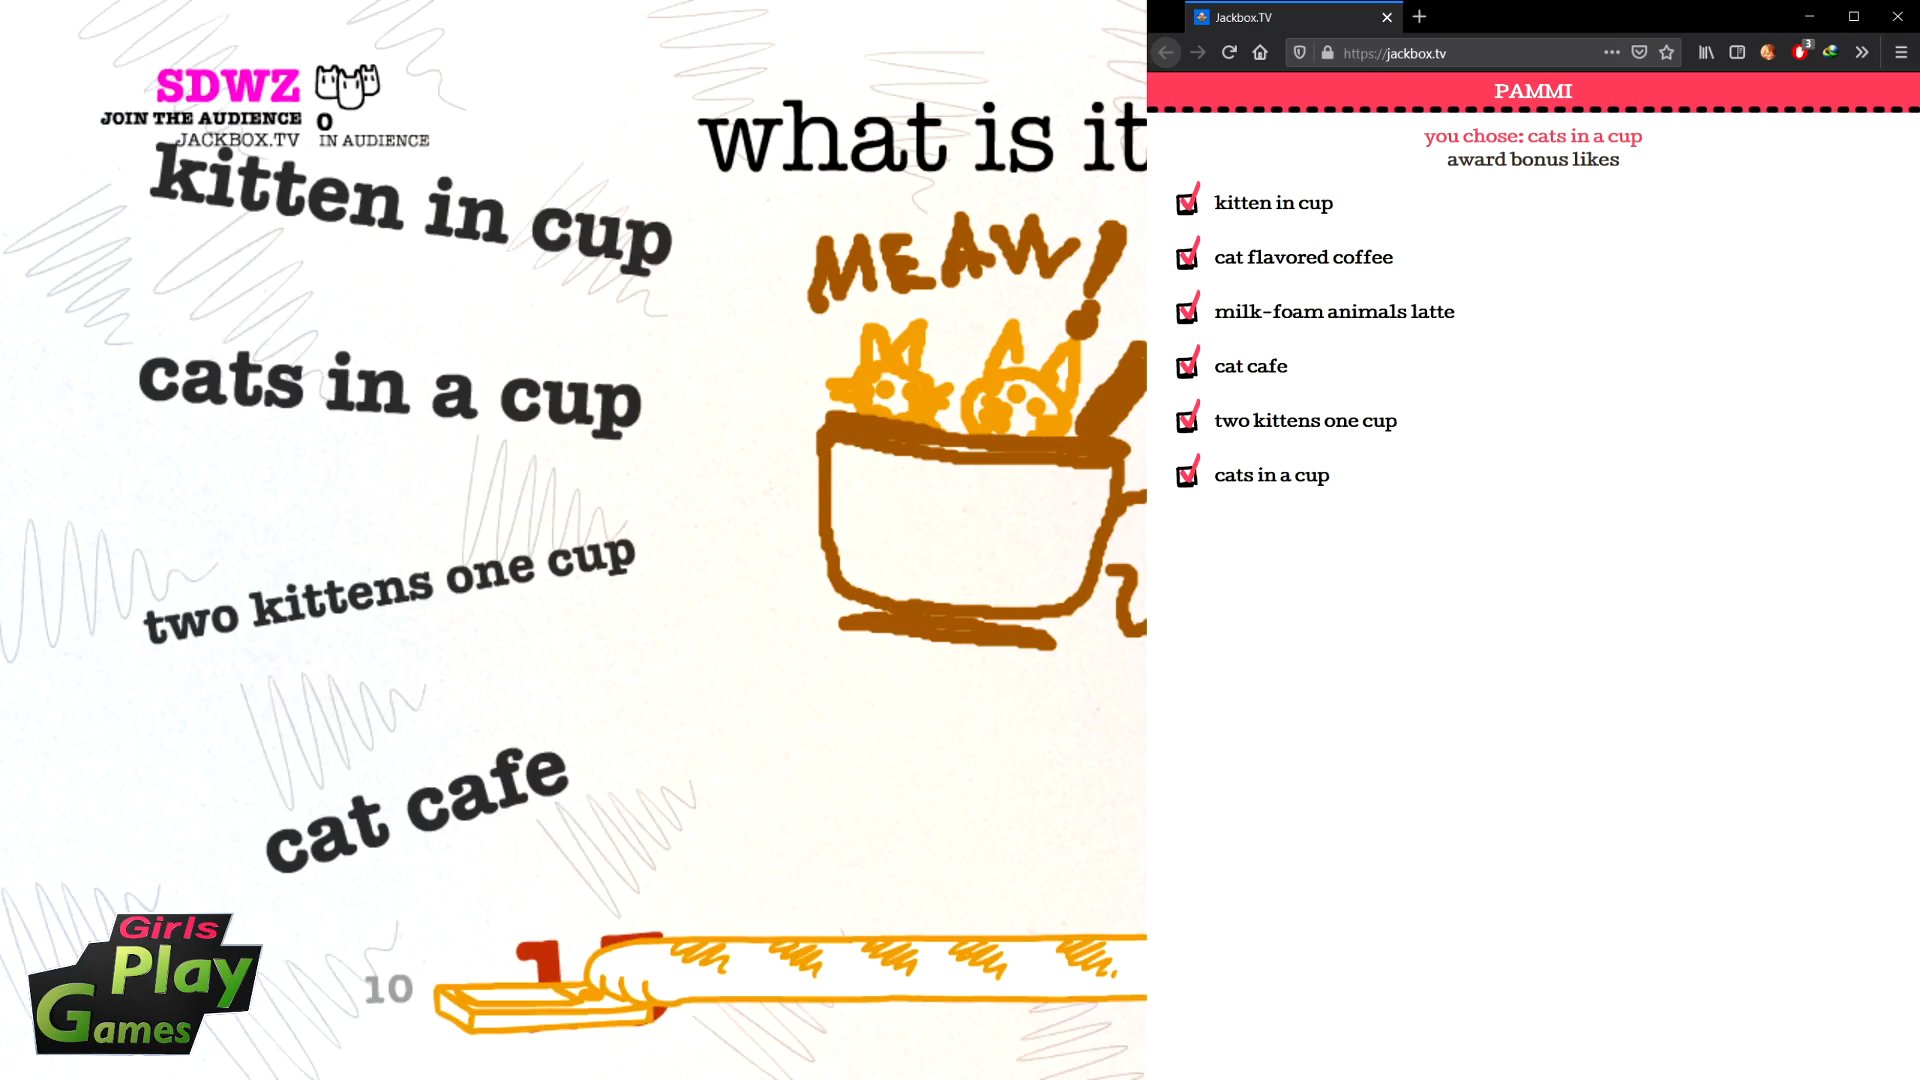 SDWZ
JOIN THE AUDIENCE
JACKBOX.TV
0
IN AUDIENCE
what is it
kitten in cup
MEAW!
cats in a cup
two kittens one cup
cat cafe
10
Girls
Play
Games
Jackbox.TV
https://jackbox.tv
3
PAMMI
you chose: cats in a cup
award bonus likes
kitten in cup
cat flavored coffee
milk-foam animals latte
cat cafe
two kittens one cup
cats in a cup